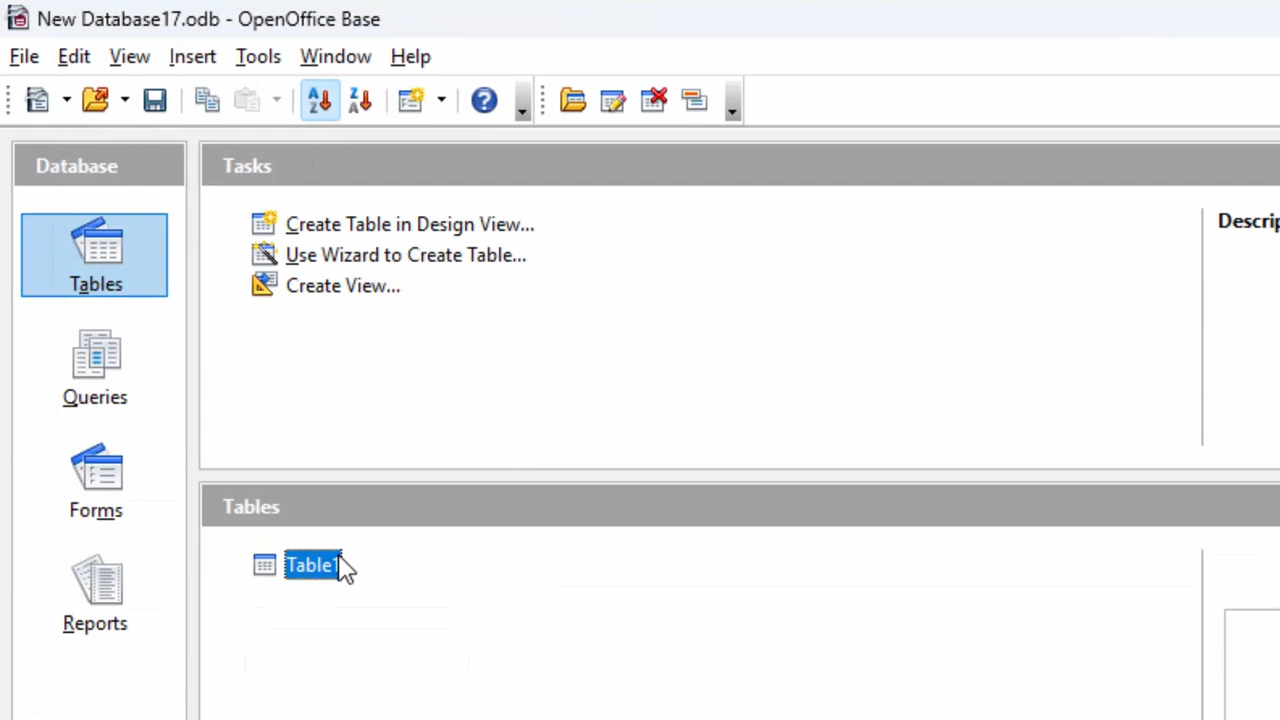 New Database17.odb - OpenOffice Base
File Edit View Insert Tools Window Help
Database
Tasks
Tables
Queries
Forms
Reports
Create Table in Design View...
Use Wizard to Create Table...
Create View...
Tables
Table1